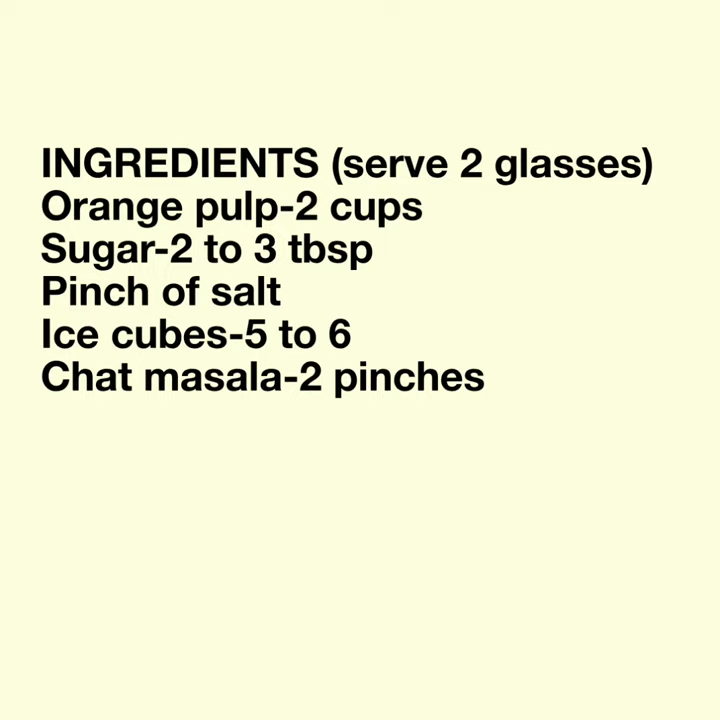 INGREDIENTS (serve 2 glasses)
Orange pulp-2 cups
Sugar-2 to 3 tbsp
Pinch of salt
Ice cubes-5 to 6
Chat masala-2 pinches